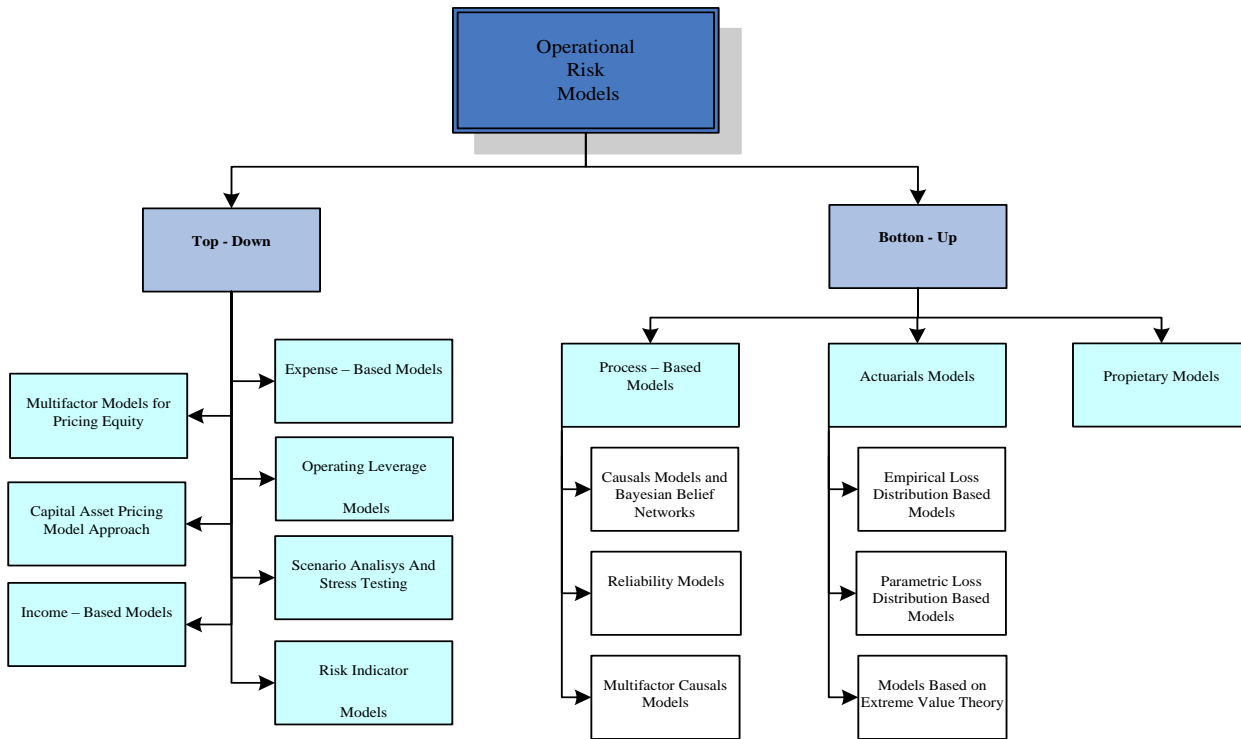 Operational
Risk
Models
Top - Down
Botton - Up
Multifactor Models for
Pricing Equity
Capital Asset Pricing
Model Approach
Income – Based Models
Expense – Based Models
Operating Leverage
Models
Scenario Analisys And
Stress Testing
Risk Indicator
Models
Process – Based
Models
Causals Models and
Bayesian Belief
Networks
Reliability Models
Multifactor Causals
Models
Actuarials Models
Empirical Loss
Distribution Based
Models
Parametric Loss
Distribution Based
Models
Models Based on
Extreme Value Theory
Propietary Models